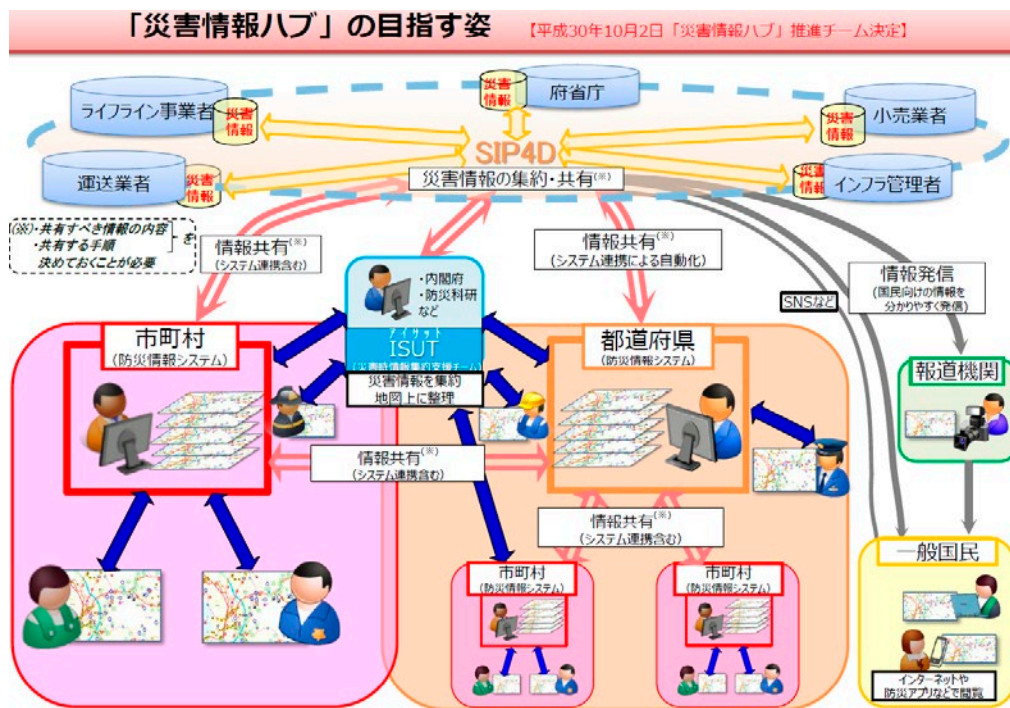 「災害情報ハブ」の目指す姿
【平成30年10月2日「災害情報ハブ」推進チーム決定】
ライフライン事業者
災害
情報
災害
情報
府省庁
小売業者
災害
情報
運送業者
災害
情報
SIP4D
災害情報の集約・共有(※)
災害
情報
インフラ管理者
(※)・共有すべき情報の内容
・共有する手順
を
決めておくことが必要
情報共有(※)
(システム連携含む)
情報共有(※)
(システム連携による自動化)
・内閣府
・防災科研
など
アイサット
ISUT
(災害時情報集約支援チーム)
災害情報を集約
地図上に整理
SNSなど
情報発信
(国民向けの情報を
分かりやすく発信)
市町村
(防災情報システム)
都道府県
(防災情報システム)
報道機関
情報共有(※)
(システム連携含む)
情報共有(※)
(システム連携含む)
市町村
(防災情報システム)
市町村
(防災情報システム)
一般国民
インターネットや
防災アプリなどで閲覧